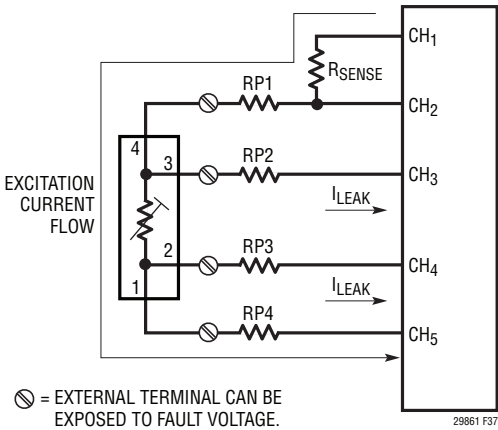 CH1
RSENSE
RP1
CH2
4
3
RP2
CH3
EXCITATION
CURRENT
FLOW
ILEAK
2
RP3
CH4
1
ILEAK
RP4
CH5
= EXTERNAL TERMINAL CAN BE
EXPOSED TO FAULT VOLTAGE.
29861 F37